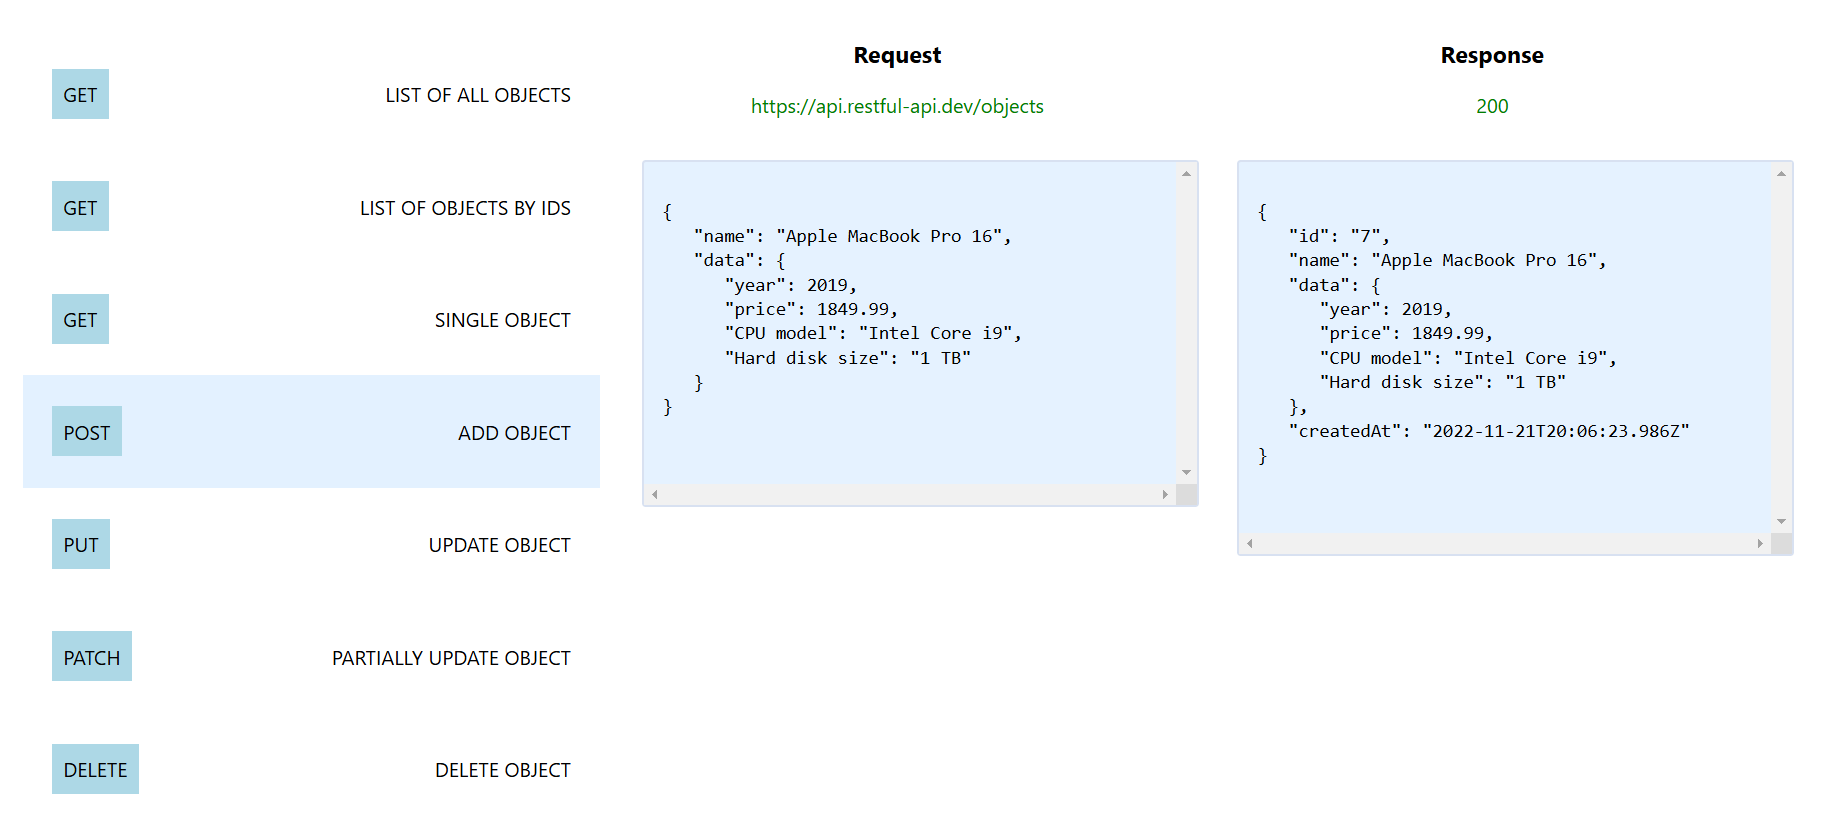 GET LIST OF ALL OBJECTS
GET LIST OF OBJECTS BY IDS
GET SINGLE OBJECT
POST ADD OBJECT
PUT UPDATE OBJECT
PATCH PARTIALLY UPDATE OBJECT
DELETE DELETE OBJECT
Request
https://api.restful-api.dev/objects
{
   "name": "Apple MacBook Pro 16",
   "data": {
      "year": 2019,
      "price": 1849.99,
      "CPU model": "Intel Core i9",
      "Hard disk size": "1 TB"
   }
}
Response
200
{
   "id": "7",
   "name": "Apple MacBook Pro 16",
   "data": {
      "year": 2019,
      "price": 1849.99,
      "CPU model": "Intel Core i9",
      "Hard disk size": "1 TB"
   },
   "createdAt": "2022-11-21T20:06:23.986Z"
}